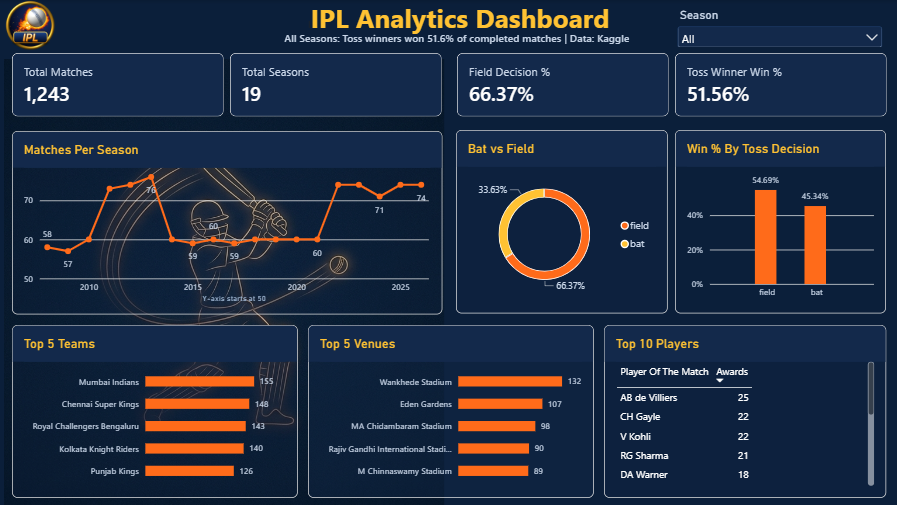 IPL
IPL Analytics Dashboard
All Seasons: Toss winners won 51.6% of completed matches | Data: Kaggle
Season
All
Total Matches
1,243
Total Seasons
19
Field Decision %
66.37%
Toss Winner Win %
51.56%
Matches Per Season
70
60
50
58
57
76
59
60
59
60
71
74
2010
2015
2020
2025
Y-axis starts at 50
Bat vs Field
33.63%
66.37%
field
bat
Win % By Toss Decision
54.69%
45.34%
40%
20%
0%
field
bat
Top 5 Teams
Mumbai Indians 155
Chennai Super Kings 148
Royal Challengers Bengaluru 143
Kolkata Knight Riders 140
Punjab Kings 126
Top 5 Venues
Wankhede Stadium 132
Eden Gardens 107
MA Chidambaram Stadium 98
Rajiv Gandhi International Stadi... 90
M Chinnaswamy Stadium 89
Top 10 Players
Player Of The Match Awards
AB de Villiers 25
CH Gayle 22
V Kohli 22
RG Sharma 21
DA Warner 18